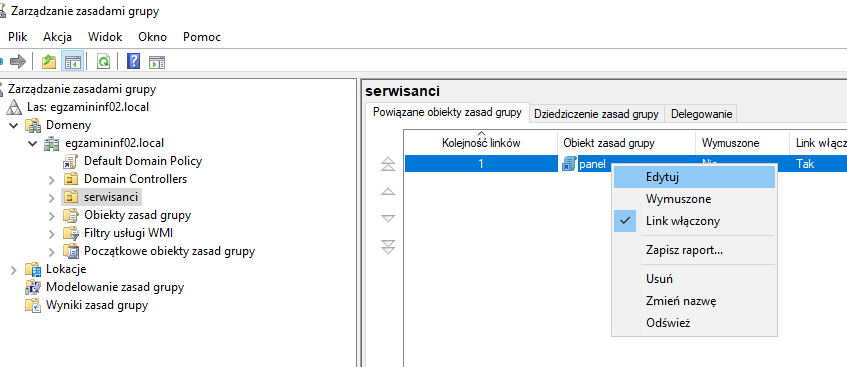 Zarządzanie zasadami grupy
Plik Akcja Widok Okno Pomoc
Zarządzanie zasadami grupy
Las: egzamininf02.local
Domeny
egzamininf02.local
Default Domain Policy
Domain Controllers
serwisanci
Obiekty zasad grupy
Filtry usługi WMI
Początkowe obiekty zasad grupy
Lokacje
Modelowanie zasad grupy
Wyniki zasad grupy
serwisanci
Powiązane obiekty zasad grupy Dziedziczenie zasad grupy Delegowanie
Kolejność linków Obiekt zasad grupy Wymuszone Link włącz
1 panel Nie Tak
Edytuj
Wymuszone
Link włączony
Zapisz raport...
Usuń
Zmień nazwę
Odśwież